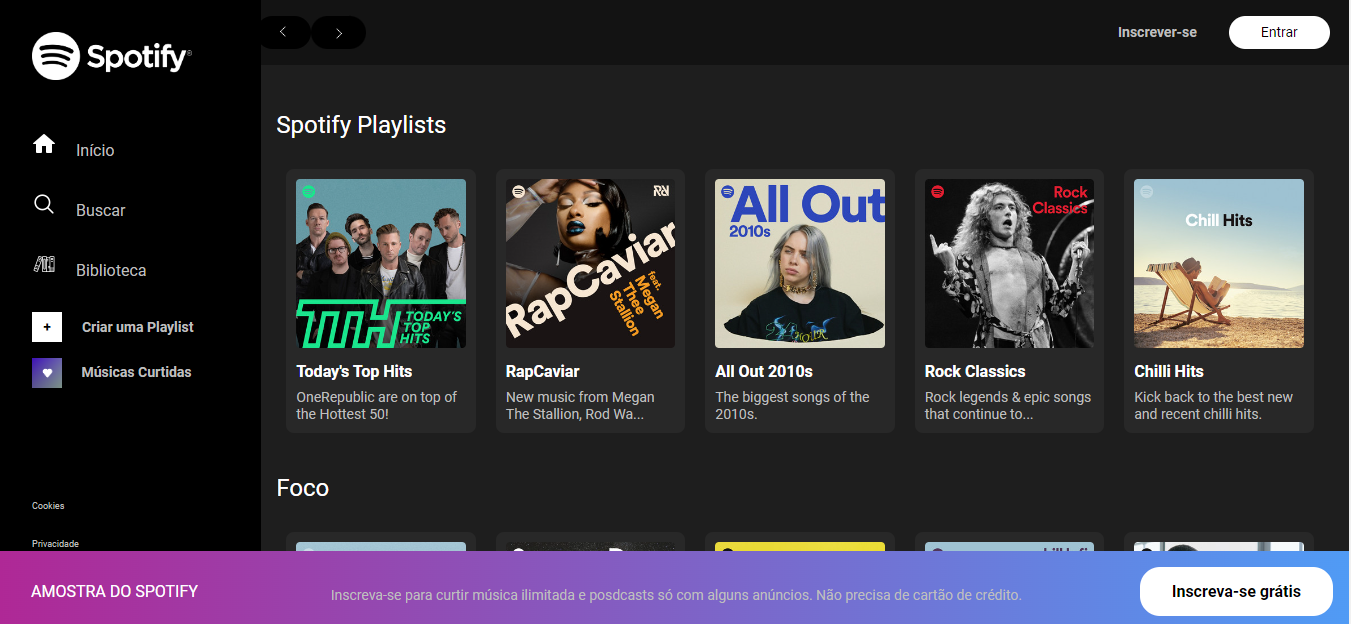 Spotify®
Início
Buscar
Biblioteca
+ Criar uma Playlist
Músicas Curtidas
Cookies
Privacidade
Inscrever-se
Entrar
Spotify Playlists
TTH TODAY'S
TOP
HITS
Today's Top Hits
OneRepublic are on top of
the Hottest 50!
RapCaviar
feat.
Megan
Thee
Stallion
RapCaviar
New music from Megan
The Stallion, Rod Wa...
All Out
2010s
All Out 2010s
The biggest songs of the
2010s.
Rock
Classics
Rock Classics
Rock legends & epic songs
that continue to...
Chill Hits
Chilli Hits
Kick back to the best new
and recent chilli hits.
Foco
AMOSTRA DO SPOTIFY
Inscreva-se para curtir música ilimitada e posdcasts só com alguns anúncios. Não precisa de cartão de crédito.
Inscreva-se grátis